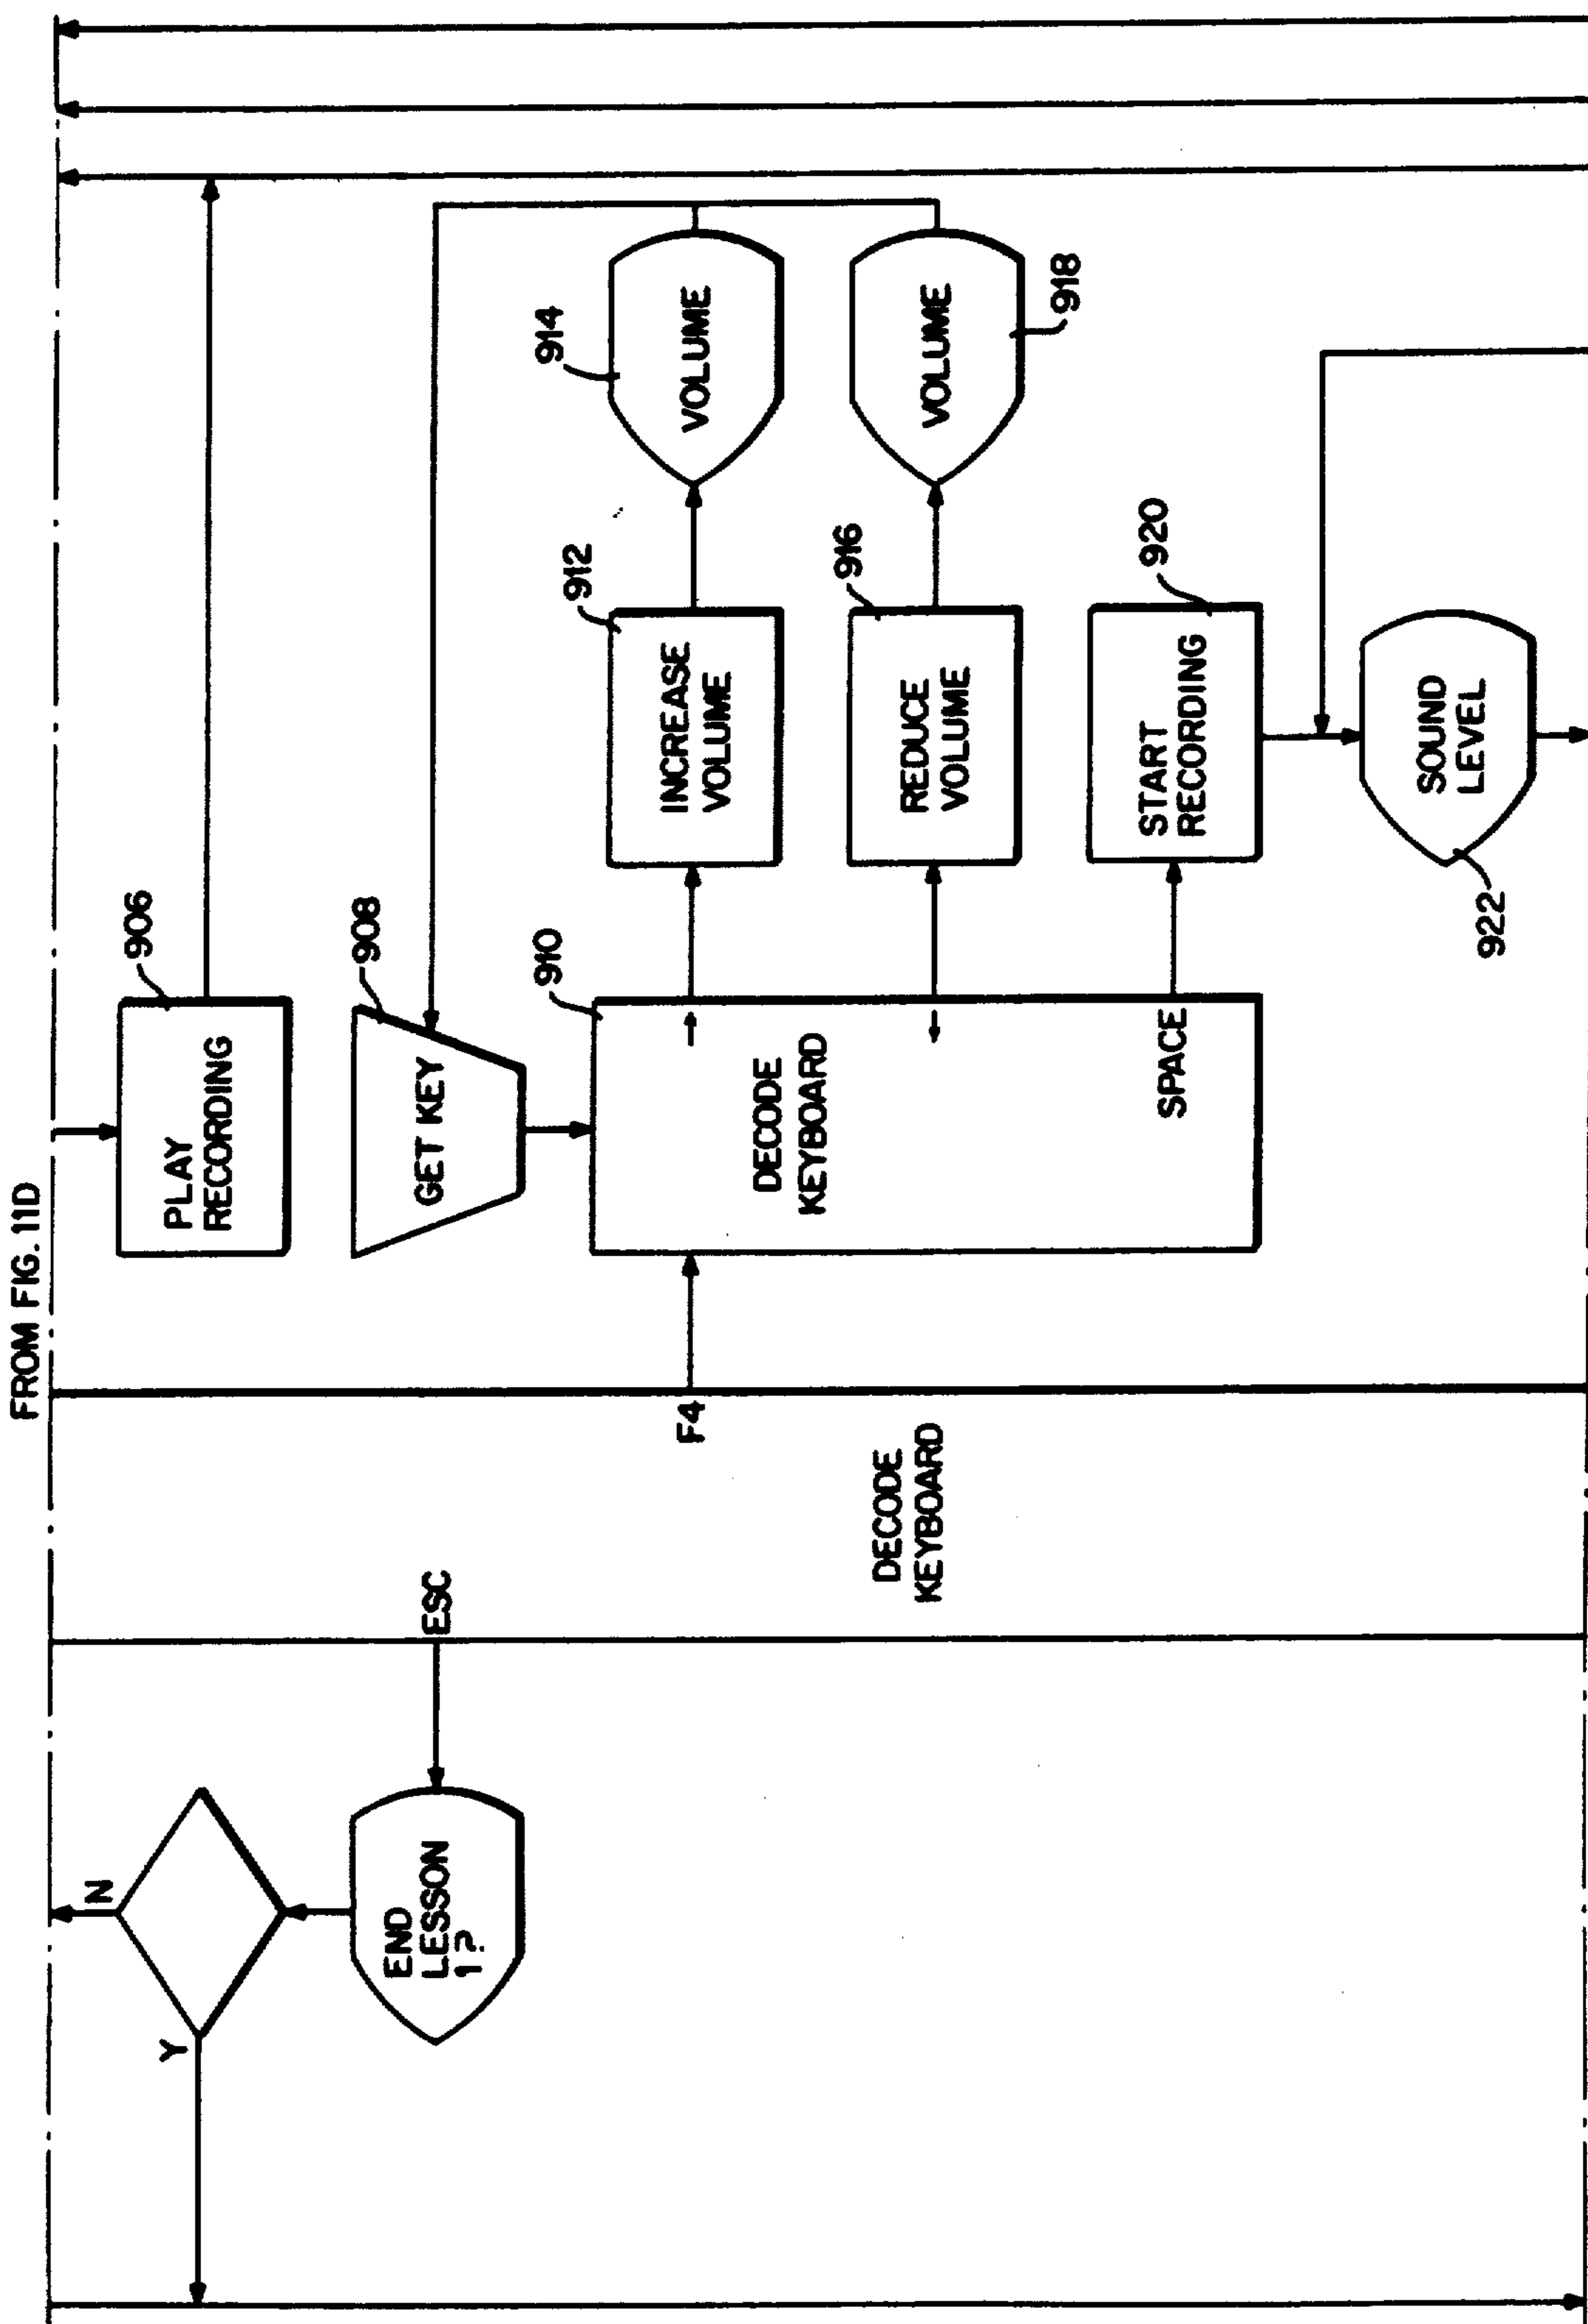 FROM FIG. 11D
PLAY
RECORDING
906
GET KEY
908
910
DECODE
KEYBOARD
→
←
SPACE
INCREASE
VOLUME
912
VOLUME
914
REDUCE
VOLUME
916
VOLUME
918
START
RECORDING
920
SOUND
LEVEL
922
F4
DECODE
KEYBOARD
ESC
END
LESSON
1?
N
Y